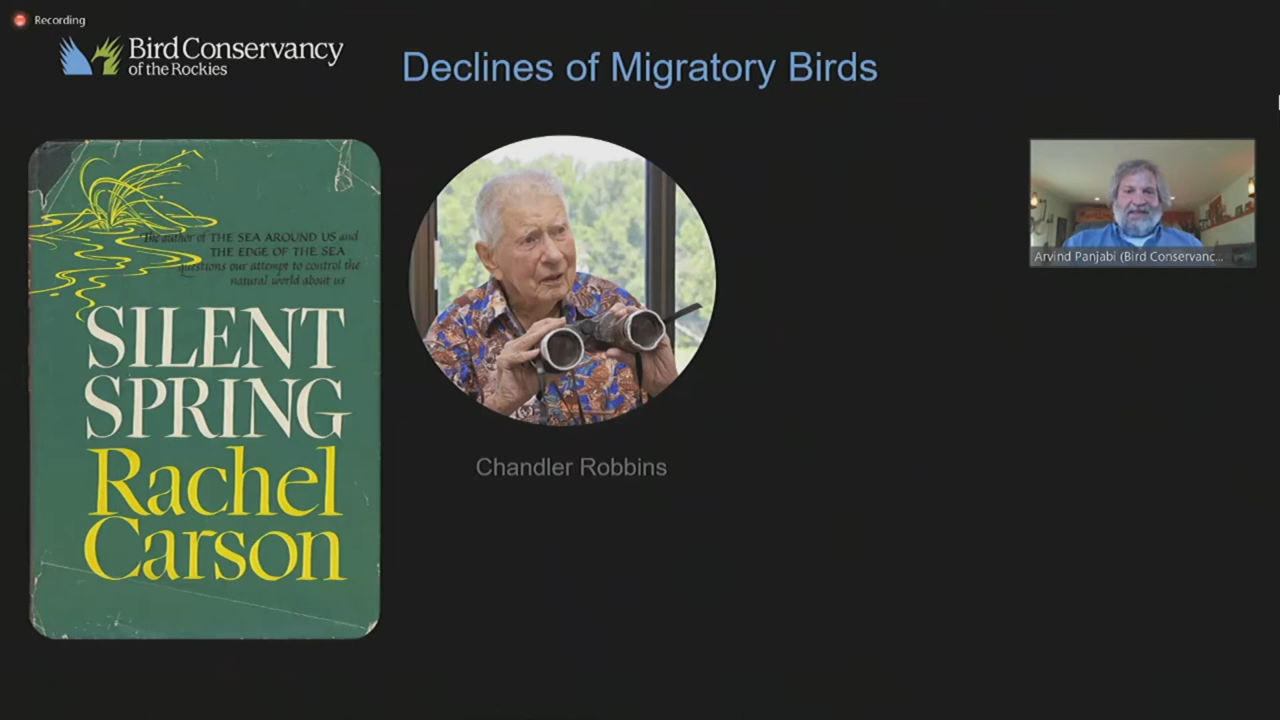 Recording
Bird Conservancy
of the Rockies
Declines of Migratory Birds
The author of THE SEA AROUND US and
THE EDGE OF THE SEA
questions our attempt to control the
natural world about us
SILENT
SPRING
Rachel
Carson
Chandler Robbins
Arvind Panjabi (Bird Conservanc...